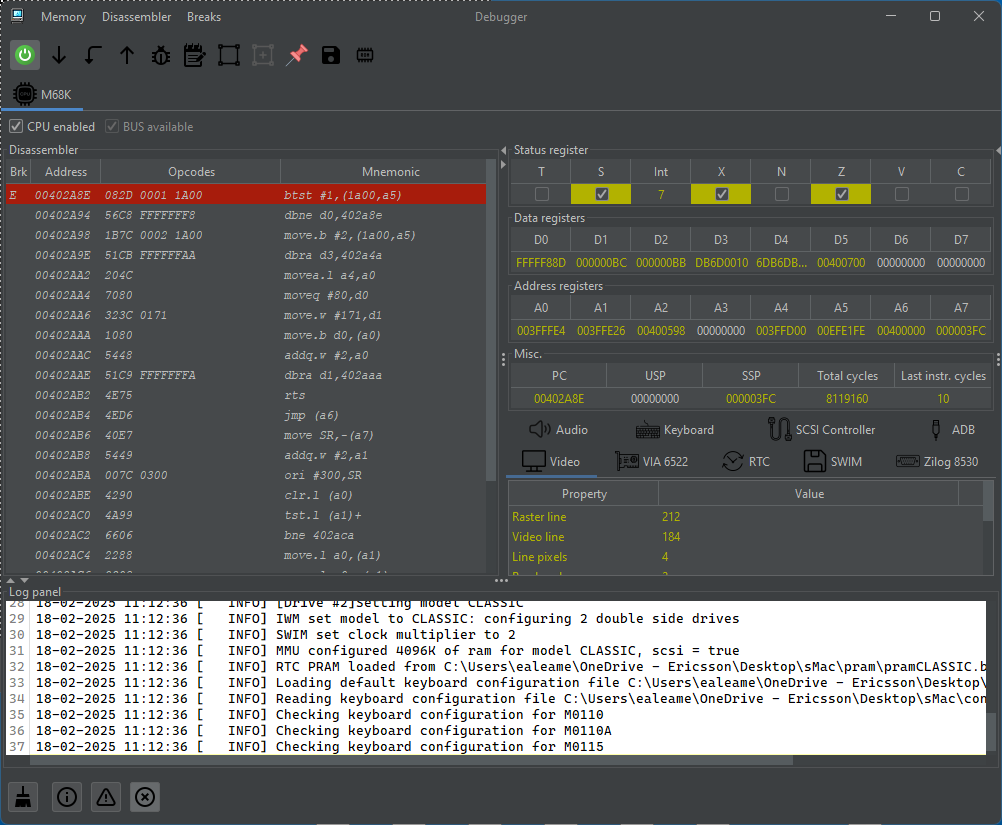 Memory Disassembler Breaks Debugger
M68K
CPU enabled BUS available
Disassembler
Brk Address Opcodes Mnemonic
E 00402A8E 082D 0001 1A00 btst #1,(1a00,a5)
00402A94 56C8 FFFFFFF8 dbne d0,402a8e
00402A98 1B7C 0002 1A00 move.b #2,(1a00,a5)
00402A9E 51CB FFFFFFAA dbra d3,402a4a
00402AA2 204C movea.l a4,a0
00402AA4 7080 moveq #80,d0
00402AA6 323C 0171 move.w #171,d1
00402AAA 1080 move.b d0,(a0)
00402AAC 5448 addq.w #2,a0
00402AAE 51C9 FFFFFFFA dbra d1,402aaa
00402AB2 4E75 rts
00402AB4 4ED6 jmp (a6)
00402AB6 40E7 move SR,-(a7)
00402AB8 5449 addq.w #2,a1
00402ABA 007C 0300 ori #300,SR
00402ABE 4290 clr.l (a0)
00402AC0 4A99 tst.l (a1)+
00402AC2 6606 bne 402aca
00402AC4 2288 move.l a0,(a1)
Status register
T S Int X N Z V C
7
Data registers
D0 D1 D2 D3 D4 D5 D6 D7
FFFFF88D 000000BC 000000BB DB6D0010 6DB6DB... 00400700 00000000 00000000
Address registers
A0 A1 A2 A3 A4 A5 A6 A7
003FFFE4 003FFE26 00400598 00000000 003FFD00 00EFE1FE 00400000 000003FC
Misc.
PC USP SSP Total cycles Last instr. cycles
00402A8E 00000000 000003FC 8119160 10
Audio Keyboard SCSI Controller ADB
Video VIA 6522 RTC SWIM Zilog 8530
Property Value
Raster line 212
Video line 184
Line pixels 4
Log panel
28 18-02-2025 11:12:36 [ INFO] [Drive #2]Setting model CLASSIC
29 18-02-2025 11:12:36 [ INFO] IWM set model to CLASSIC: configuring 2 double side drives
30 18-02-2025 11:12:36 [ INFO] SWIM set clock multiplier to 2
31 18-02-2025 11:12:36 [ INFO] MMU configured 4096K of ram for model CLASSIC, scsi = true
32 18-02-2025 11:12:36 [ INFO] RTC PRAM loaded from C:\Users\ealeame\OneDrive - Ericsson\Desktop\sMac\pram\pramCLASSIC.b
33 18-02-2025 11:12:36 [ INFO] Loading default keyboard configuration file C:\Users\ealeame\OneDrive - Ericsson\Desktop\
34 18-02-2025 11:12:36 [ INFO] Reading keyboard configuration file C:\Users\ealeame\OneDrive - Ericsson\Desktop\sMac\con
35 18-02-2025 11:12:36 [ INFO] Checking keyboard configuration for M0110
36 18-02-2025 11:12:36 [ INFO] Checking keyboard configuration for M0110A
37 18-02-2025 11:12:36 [ INFO] Checking keyboard configuration for M0115